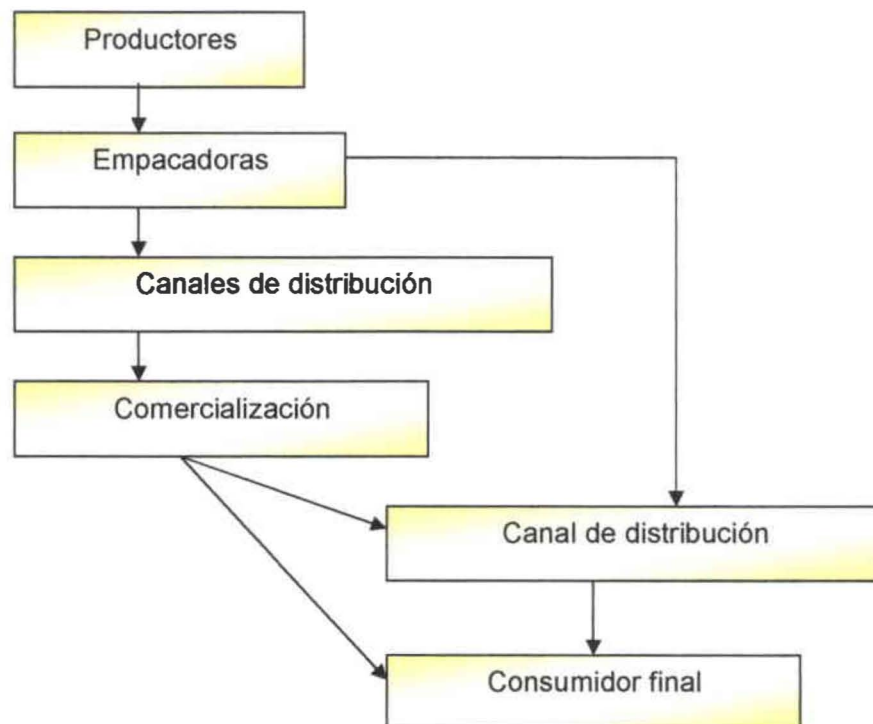 Productores
Empacadoras
Canales de distribución
Comercialización
Canal de distribución
Consumidor final